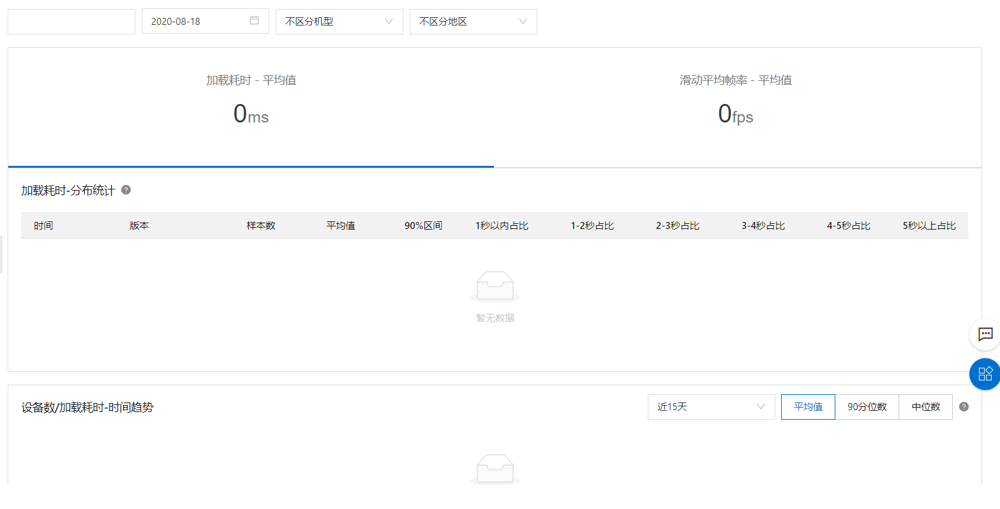 2020-08-18 不区分机型 不区分地区
加载耗时 - 平均值 滑动平均帧率 - 平均值
0ms 0fps
加载耗时-分布统计 ?
时间 版本 样本数 平均值 90%区间 1秒以内占比 1-2秒占比 2-3秒占比 3-4秒占比 4-5秒占比 5秒以上占比
暂无数据
设备数/加载耗时-时间趋势 近15天 平均值 90分位数 中位数 ?